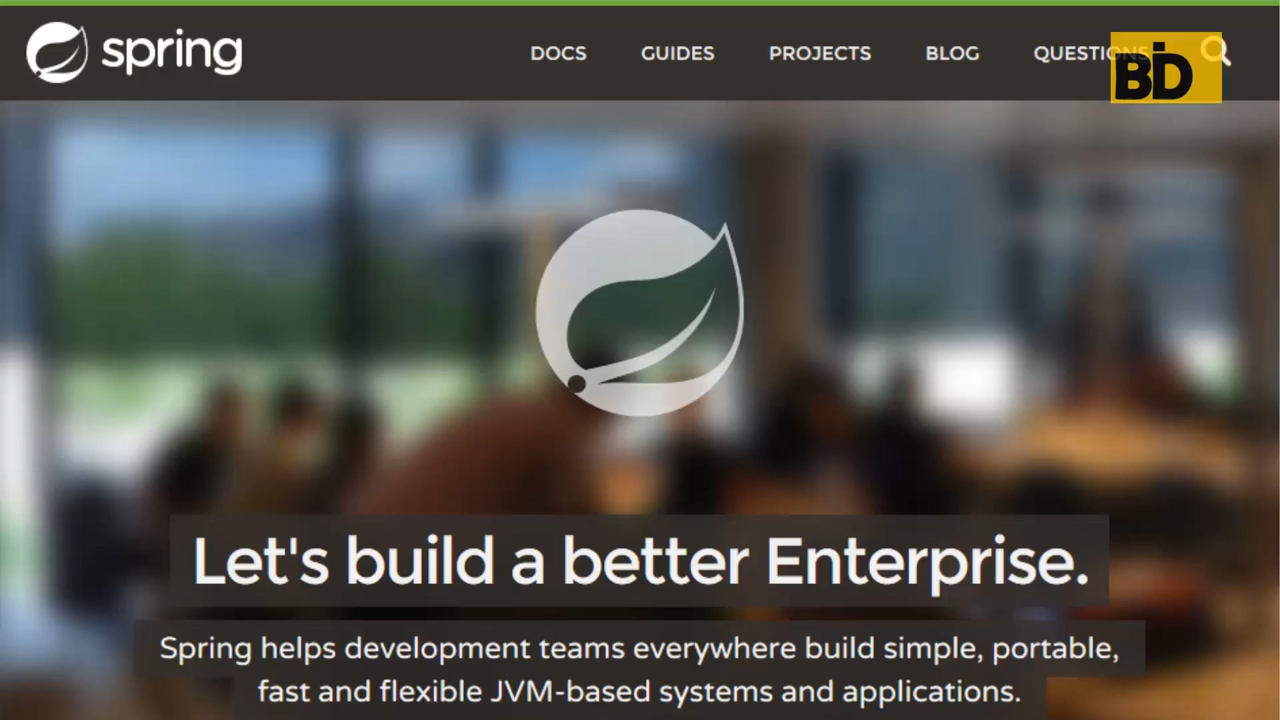 spring
DOCS GUIDES PROJECTS BLOG QUESTIONS
BD
Let's build a better Enterprise.
Spring helps development teams everywhere build simple, portable,
fast and flexible JVM-based systems and applications.